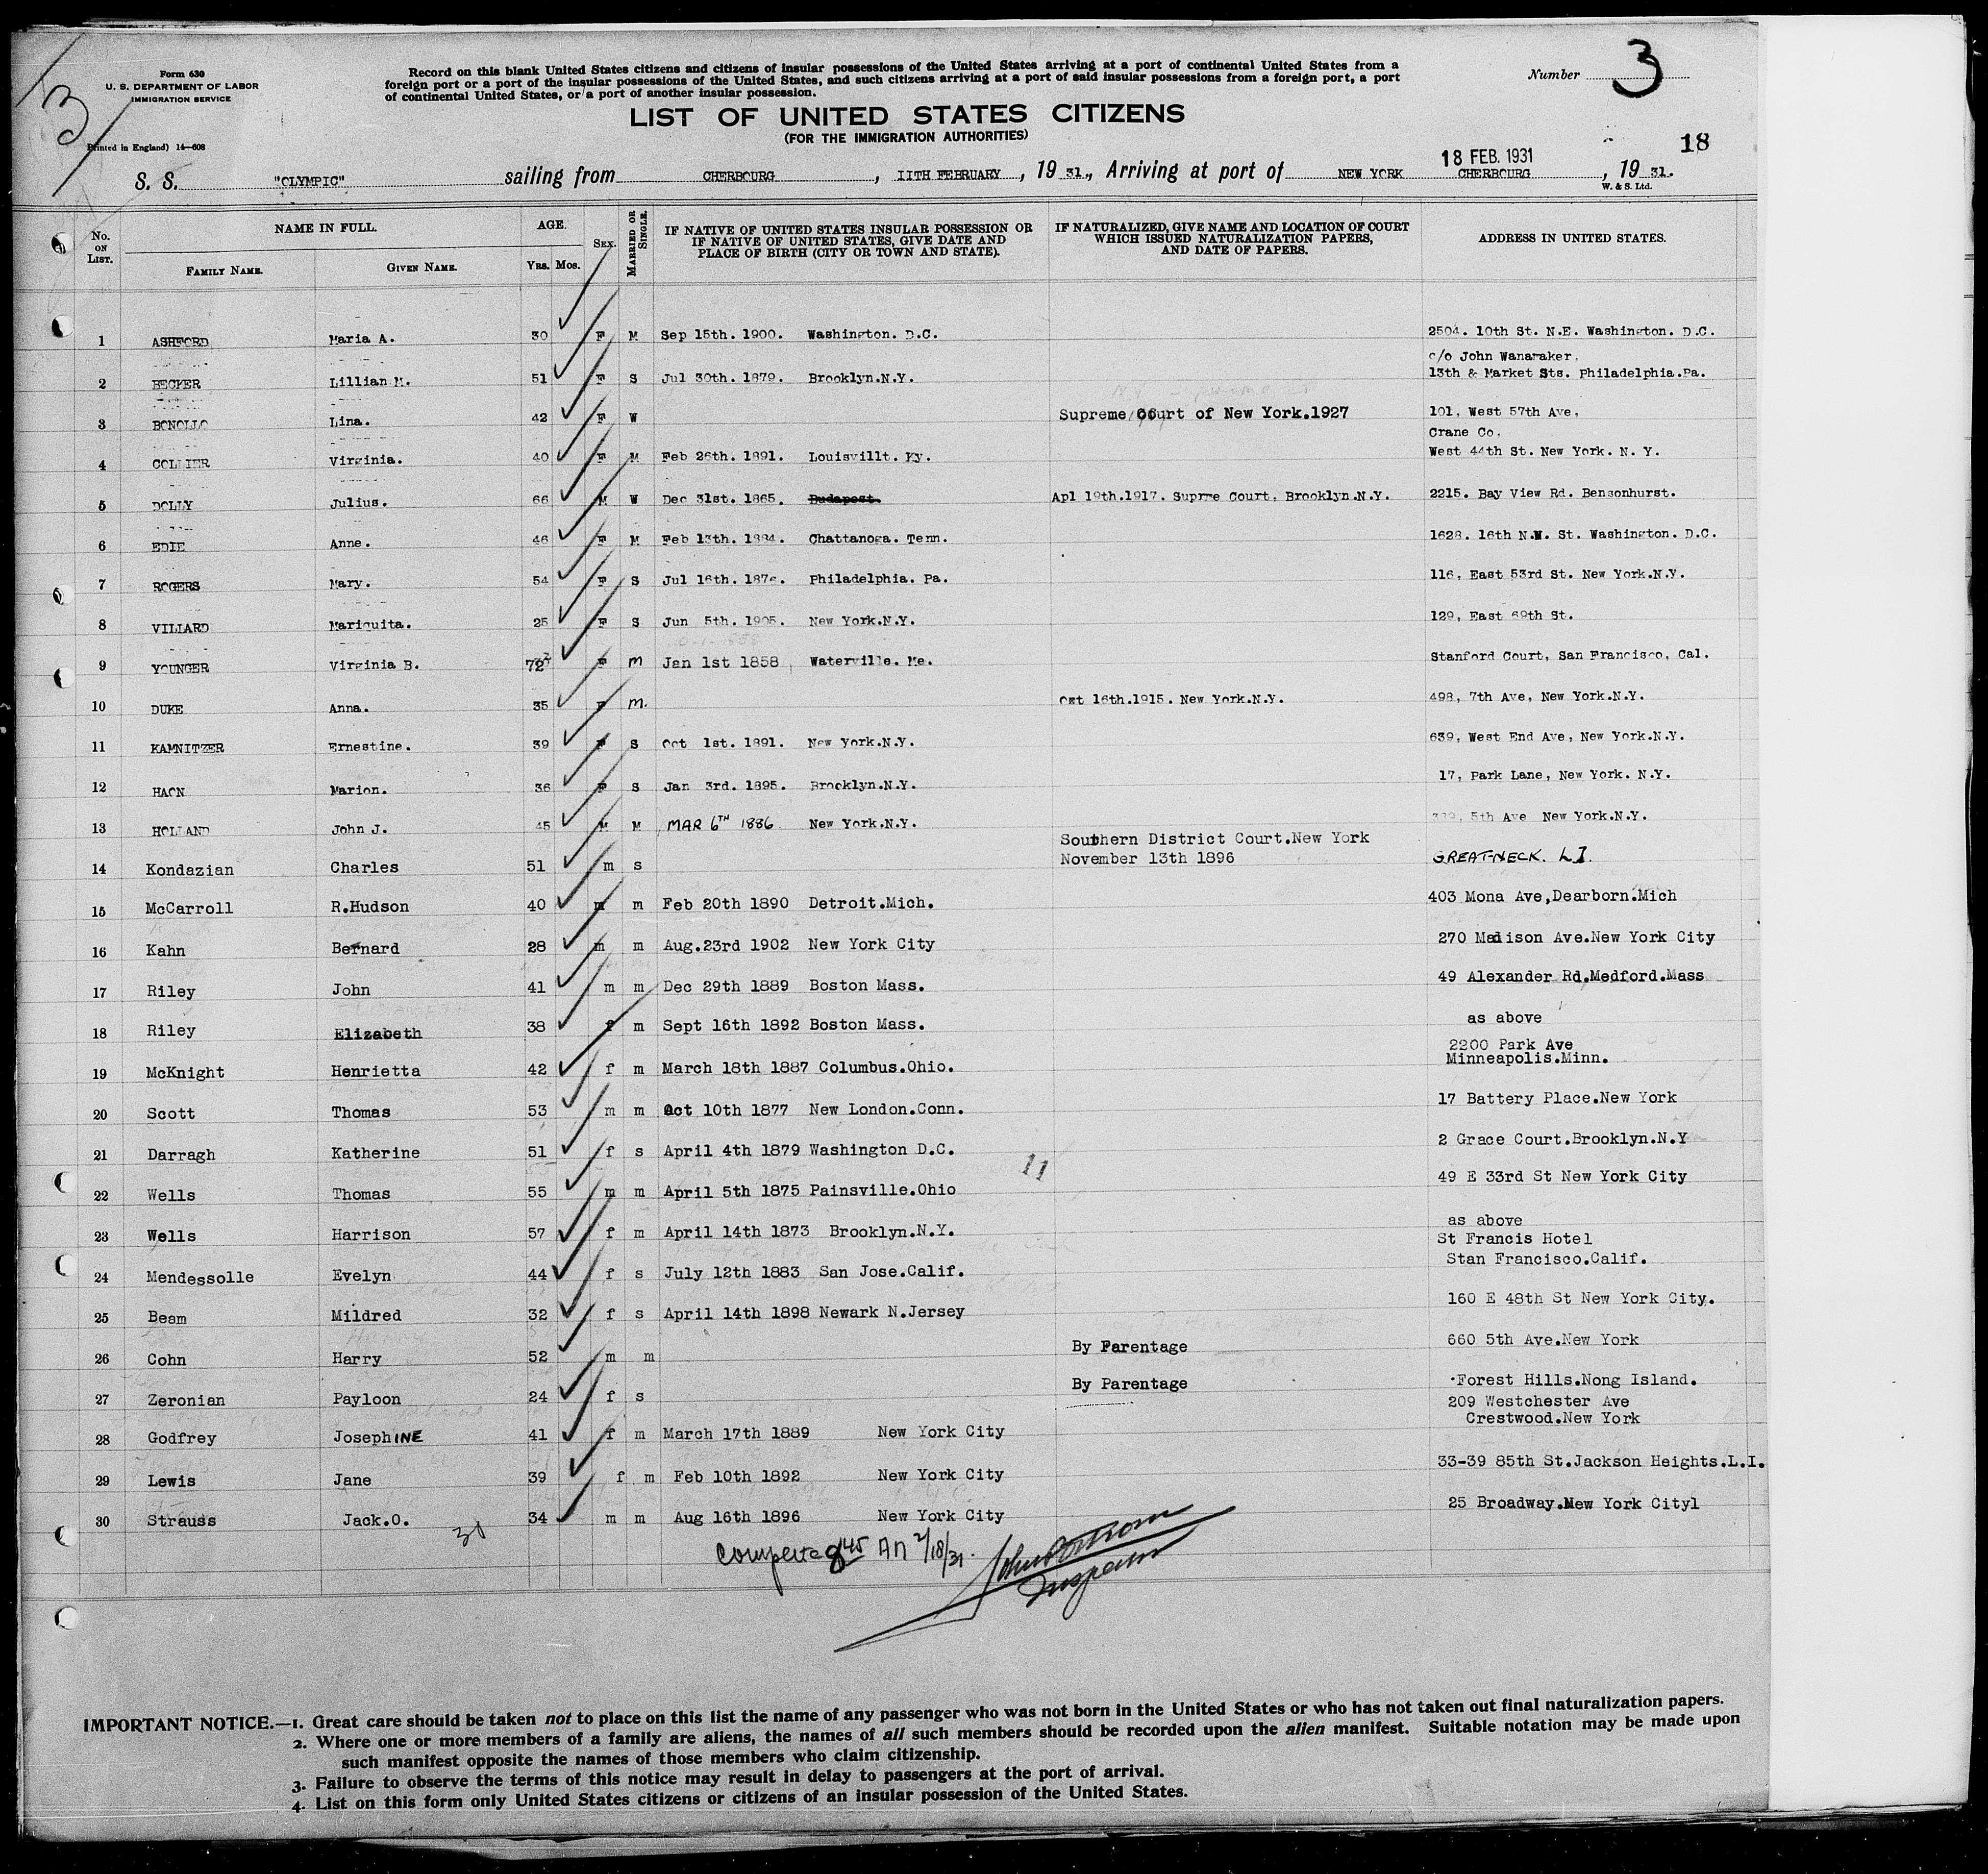 3
Form 630
U. S. DEPARTMENT OF LABOR
IMMIGRATION SERVICE
Printed in England) 14—608
Record on this blank United States citizens and citizens of insular possessions of the United States arriving at a port of continental United States from a
foreign port or a port of the insular possessions of the United States, and such citizens arriving at a port of said insular possessions from a foreign port, a port
of continental United States, or a port of another insular possession.
Number 3
LIST OF UNITED STATES CITIZENS
(FOR THE IMMIGRATION AUTHORITIES)
18
18 FEB. 1931
S. S. "OLYMPIC" sailing from CHERBOURG, 11TH FEBRUARY, 19 31., Arriving at port of NEW YORK CHERBOURG, 19 31.
W. & S. Ltd.
No. ON LIST. NAME IN FULL. FAMILY NAME. GIVEN NAME. AGE. YRS. MOS. SEX. MARRIED OR SINGLE. IF NATIVE OF UNITED STATES INSULAR POSSESSION OR IF NATIVE OF UNITED STATES, GIVE DATE AND PLACE OF BIRTH (CITY OR TOWN AND STATE). IF NATURALIZED, GIVE NAME AND LOCATION OF COURT WHICH ISSUED NATURALIZATION PAPERS, AND DATE OF PAPERS. ADDRESS IN UNITED STATES.
1 ASHFORD Maria A. 30 F M Sep 15th. 1900. Washington. D.C. 2504. 10th St. N.E. Washington. D.C.
c/o John Wanamaker.
2 BECKER Lillian M. 51 F S Jul 30th. 1879. Brooklyn.N.Y. 13th & Market Sts. Philadelphia.Pa.
3 BONOLLO Lina. 42 F W Supreme Court of New York.1927 101, West 57th Ave,
Crane Co.
4 COLLIER Virginia. 40 F M Feb 26th. 1891. Louisvillt. Ky. West 44th St. New York. N. Y.
5 DOLLY Julius. 66 M W Dec 31st. 1865. Budapest. Apl 19th.1917. Suprme Court, Brooklyn.N.Y. 2215. Bay View Rd. Bensonhurst.
6 EDIE Anne. 46 F M Feb 13th. 1884. Chattanoga. Tenn. 1628. 16th N.W. St. Washington. D.C.
7 ROGERS Mary. 54 F S Jul 16th. 1876. Philadelphia. Pa. 116, East 53rd St. New York.N.Y.
8 VILLARD Mariquita. 25 F S Jun 5th. 1905. New York.N.Y. 129, East 69th St.
9 YOUNGER Virginia B. 72 F m Jan 1st 1858 Waterville. Me. Stanford Court, San Francisco, Cal.
10 DUKE Anna. 35 F m. Oct 16th.1915. New York.N.Y. 498, 7th Ave, New York.N.Y.
11 KAMNITZER Ernestine. 39 F S Oct 1st. 1891. New York.N.Y. 639, West End Ave, New York.N.Y.
12 HAON Marion. 36 F S Jan 3rd. 1895. Brooklyn.N.Y. 17, Park Lane, New York. N.Y.
13 HOLLAND John J. 45 M M MAR 6TH 1886 New York.N.Y. 5th Ave New York.N.Y.
Southern District Court.New York
14 Kondazian Charles 51 m s November 13th 1896 GREATNECK. L I.
15 McCarroll R.Hudson 40 m m Feb 20th 1890 Detroit.Mich. 403 Mona Ave,Dearborn.Mich
16 Kahn Bernard 28 m m Aug.23rd 1902 New York City 270 Madison Ave.New York City
17 Riley John 41 m m Dec 29th 1889 Boston Mass. 49 Alexander Rd.Medford.Mass
18 Riley Elizabeth 38 f m Sept 16th 1892 Boston Mass. as above
2200 Park Ave
19 McKnight Henrietta 42 f m March 18th 1887 Columbus.Ohio. Minneapolis.Minn.
20 Scott Thomas 53 m m Oct 10th 1877 New London.Conn. 17 Battery Place.New York
21 Darragh Katherine 51 f s April 4th 1879 Washington D.C. 2 Grace Court.Brooklyn.N.Y
11
22 Wells Thomas 55 m m April 5th 1875 Painsville.Ohio 49 E 33rd St New York City
23 Wells Harrison 57 f m April 14th 1873 Brooklyn.N.Y. as above
St Francis Hotel
24 Mendessolle Evelyn 44 f s July 12th 1883 San Jose.Calif. Stan Francisco.Calif.
25 Beam Mildred 32 f s April 14th 1898 Newark N.Jersey 160 E 48th St New York City.
26 Cohn Harry 52 m m By Parentage 660 5th Ave.New York
27 Zeronian Payloon 24 f s By Parentage Forest Hills.Nong Island.
209 Westchester Ave
28 Godfrey JosephINE 41 f m March 17th 1889 New York City Crestwood.New York
29 Lewis Jane 39 f m Feb 10th 1892 New York City 33-39 85th St.Jackson Heights.L.I.
30 Strauss Jack.O. 34 m m Aug 16th 1896 New York City 25 Broadway.New York Cityl
30
845 AM 2/18/31.
Inspector
IMPORTANT NOTICE.—1. Great care should be taken not to place on this list the name of any passenger who was not born in the United States or who has not taken out final naturalization papers.
2. Where one or more members of a family are aliens, the names of all such members should be recorded upon the alien manifest. Suitable notation may be made upon
such manifest opposite the names of those members who claim citizenship.
3. Failure to observe the terms of this notice may result in delay to passengers at the port of arrival.
4. List on this form only United States citizens or citizens of an insular possession of the United States.